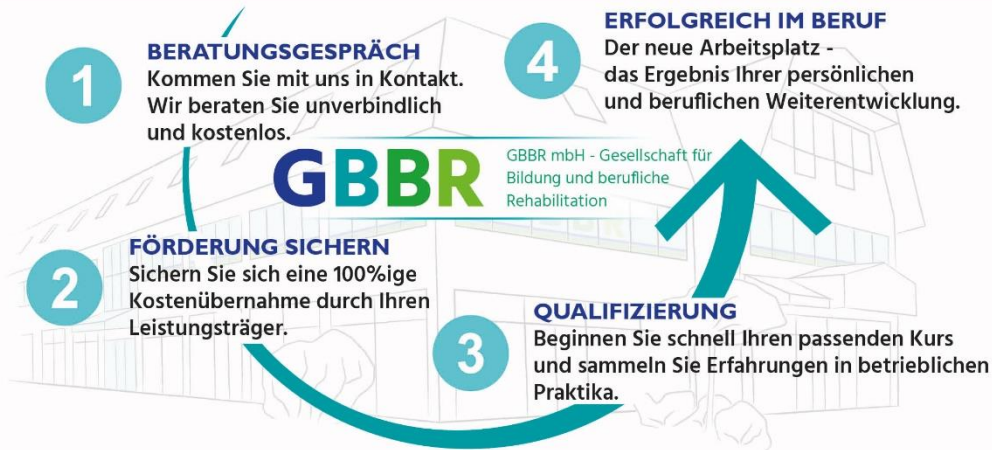 1
BERATUNGSGESPRÄCH
Kommen Sie mit uns in Kontakt.
Wir beraten Sie unverbindlich
und kostenlos.
GBBR
GBBR mbH - Gesellschaft für
Bildung und berufliche
Rehabilitation
2
FÖRDERUNG SICHERN
Sichern Sie sich eine 100%ige
Kostenübernahme durch Ihren
Leistungsträger.
3
QUALIFIZIERUNG
Beginnen Sie schnell Ihren passenden Kurs
und sammeln Sie Erfahrungen in betrieblichen
Praktika.
4
ERFOLGREICH IM BERUF
Der neue Arbeitsplatz -
das Ergebnis Ihrer persönlichen
und beruflichen Weiterentwicklung.